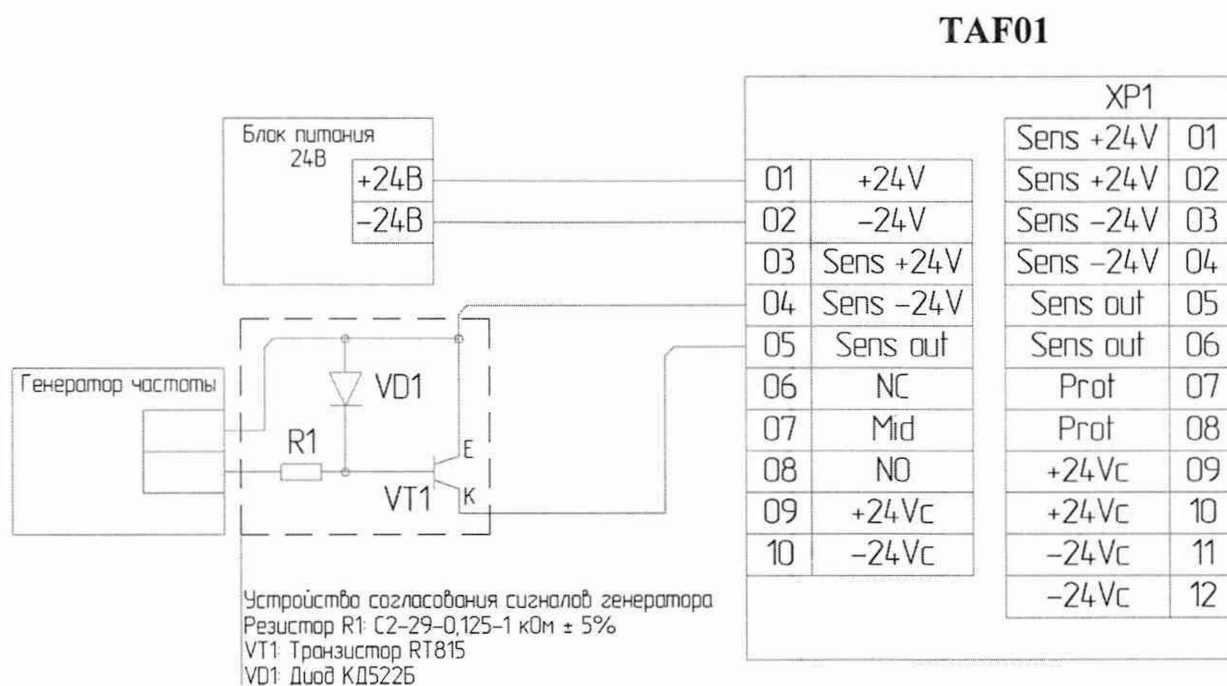 TAF01
XP1
Блок питания
24В
+24В
-24В
01 +24V
02 -24V
03 Sens +24V
04 Sens -24V
05 Sens out
06 NC
07 Mid
08 NO
09 +24Vc
10 -24Vc
Sens +24V 01
Sens +24V 02
Sens -24V 03
Sens -24V 04
Sens out 05
Sens out 06
Prot 07
Prot 08
+24Vc 09
+24Vc 10
-24Vc 11
-24Vc 12
Генератор частоты
VD1
R1
E
VT1
K
Устройство согласования сигналов генератора
Резистор R1: С2-29-0,125-1 кОм ± 5%
VT1: Транзистор RT815
VD1: Диод КД522Б